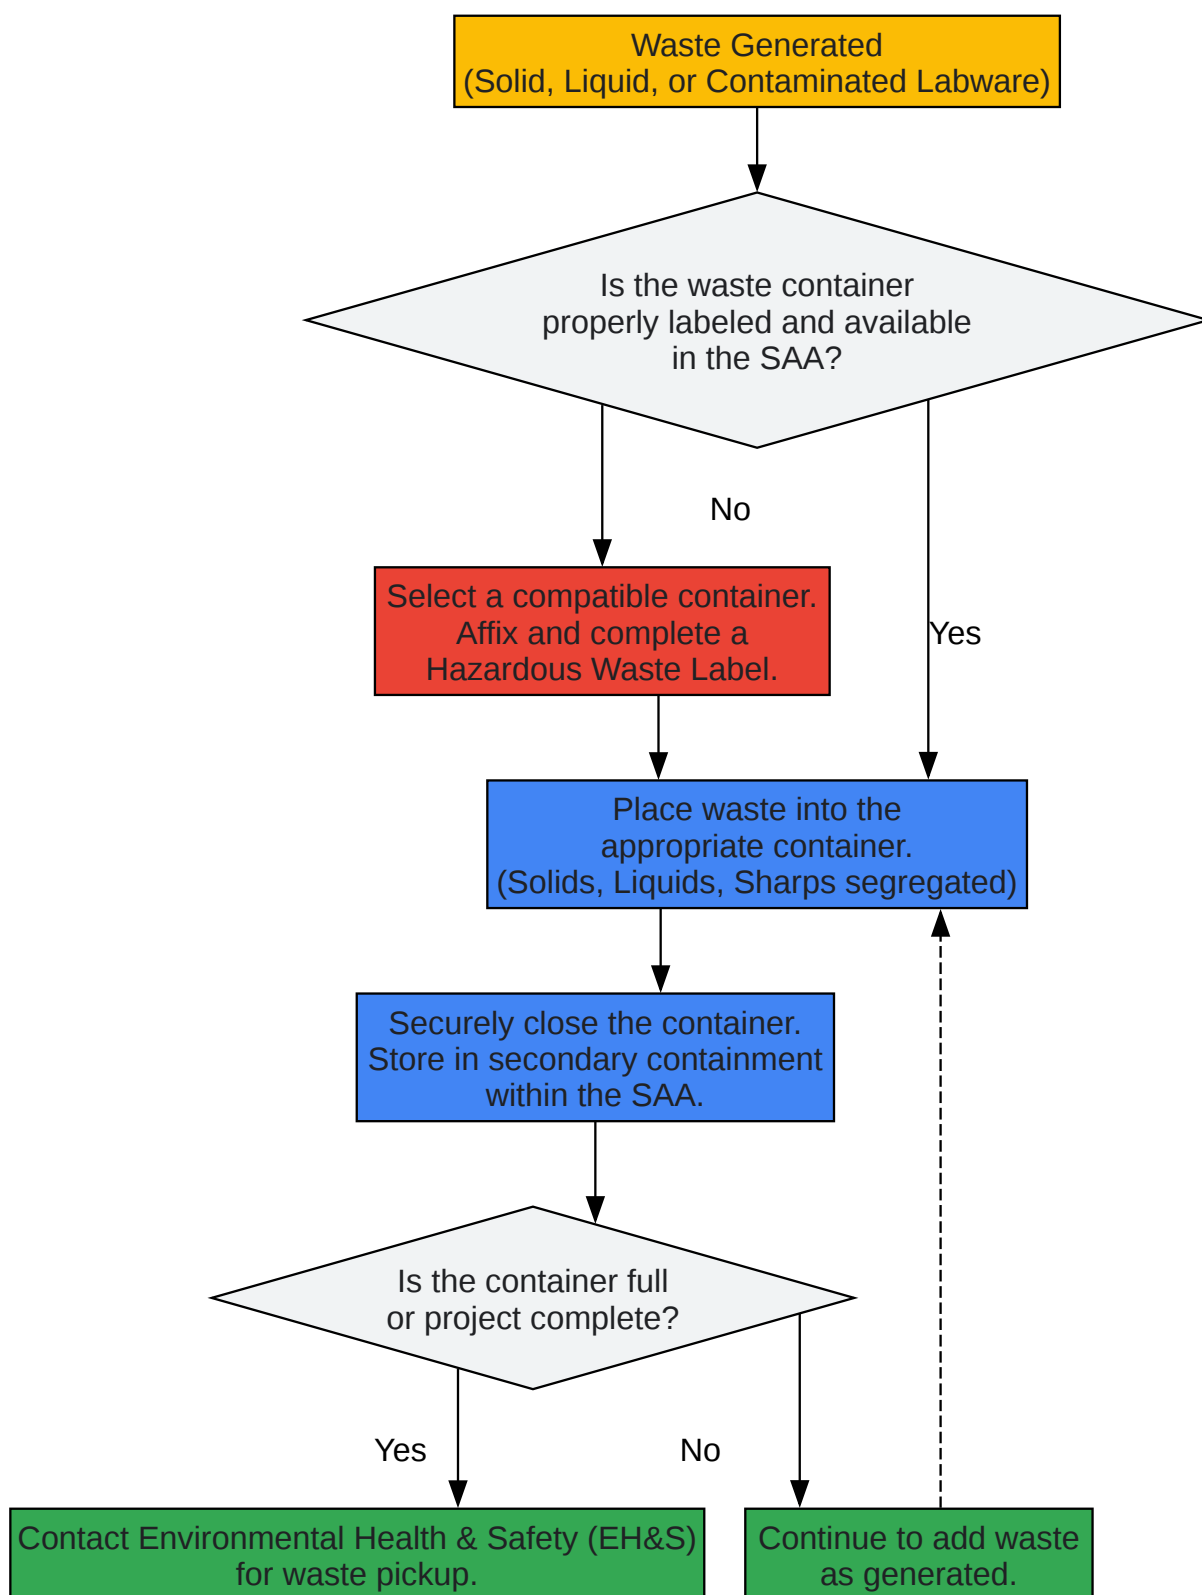 Waste Generated
(Solid, Liquid, or Contaminated Labware)
Is the waste container
properly labeled and available
in the SAA?
No
Select a compatible container.
Affix and complete a
Hazardous Waste Label.
Yes
Place waste into the
appropriate container.
(Solids, Liquids, Sharps segregated)
Securely close the container.
Store in secondary containment
within the SAA.
Is the container full
or project complete?
Yes
No
Contact Environmental Health & Safety (EH&S)
for waste pickup.
Continue to add waste
as generated.